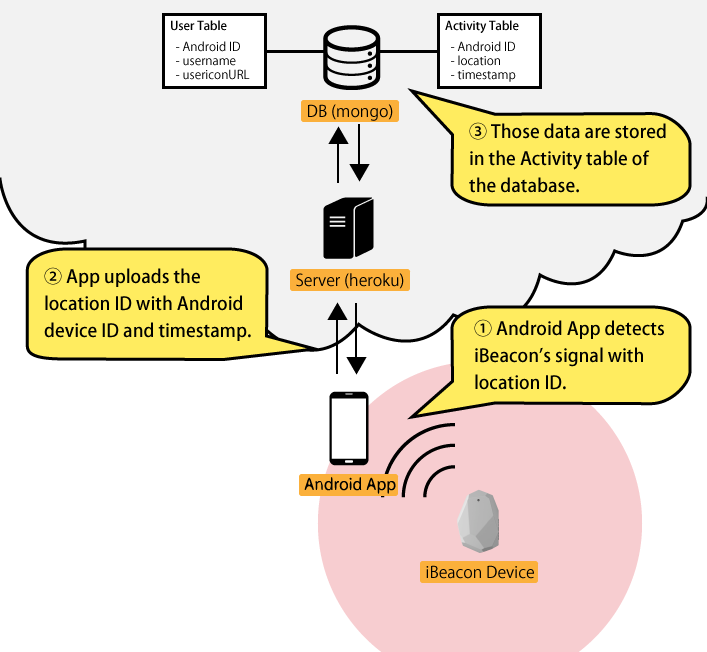 User Table
- Android ID
- username
- usericonURL
Activity Table
- Android ID
- location
- timestamp
DB (mongo)
③ Those data are stored
in the Activity table of
the database.
Server (heroku)
② App uploads the
location ID with Android
device ID and timestamp.
① Android App detects
iBeacon's signal with
location ID.
Android App
iBeacon Device